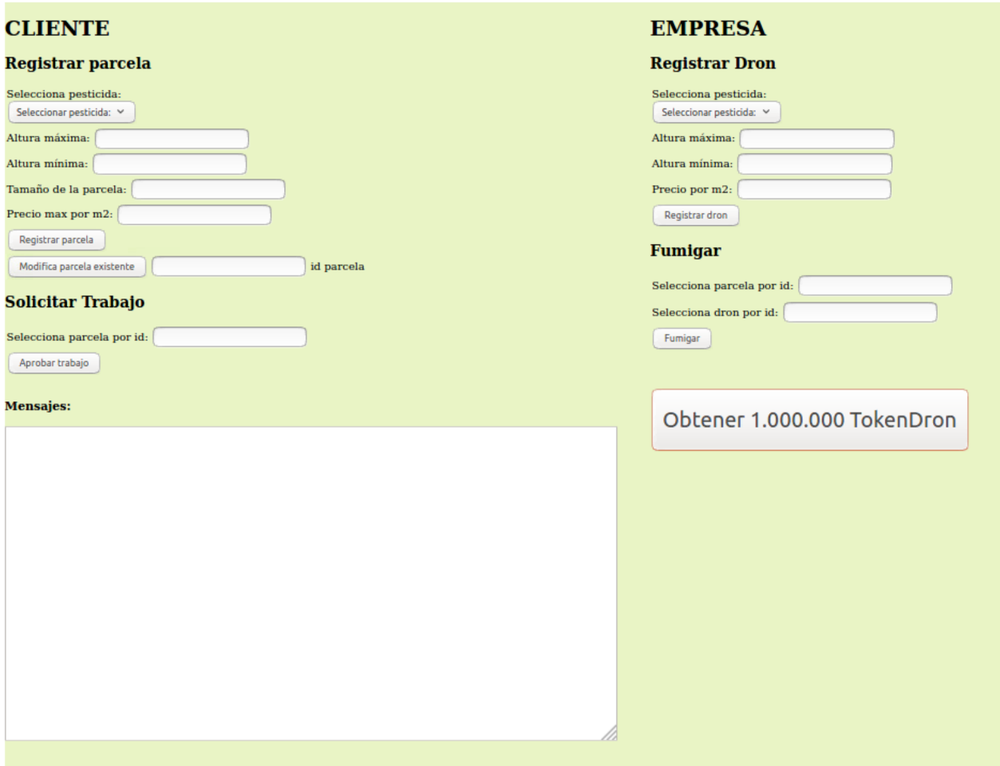 CLIENTE
Registrar parcela
Selecciona pesticida:
Seleccionar pesticida:
Altura máxima:
Altura mínima:
Tamaño de la parcela:
Precio max por m2:
Registrar parcela
Modifica parcela existente id parcela
Solicitar Trabajo
Selecciona parcela por id:
Aprobar trabajo
Mensajes:
EMPRESA
Registrar Dron
Selecciona pesticida:
Seleccionar pesticida:
Altura máxima:
Altura mínima:
Precio por m2:
Registrar dron
Fumigar
Selecciona parcela por id:
Selecciona dron por id:
Fumigar
Obtener 1.000.000 TokenDron